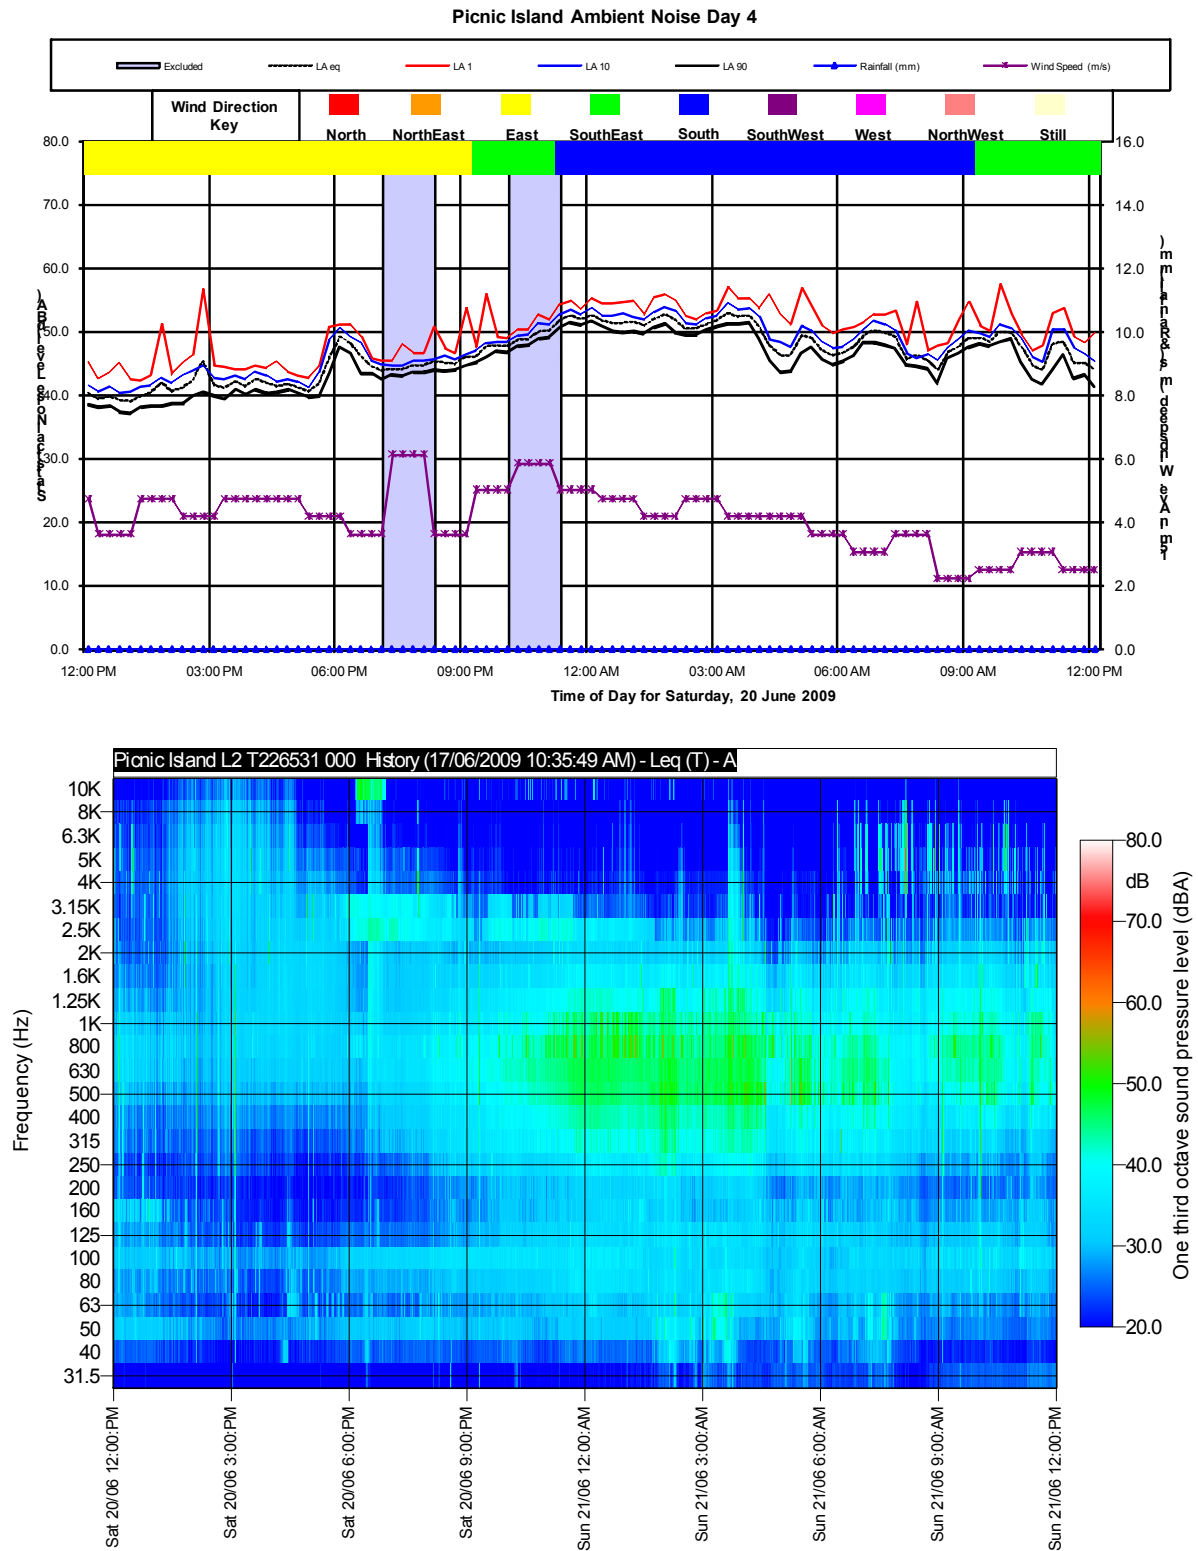 Picnic Island Ambient Noise Day 4
Excluded LA eq LA 1 LA 10 LA 90 Rainfall (mm) Wind Speed (m/s)
Wind Direction
Key
North NorthEast East SouthEast South SouthWest West NorthWest Still
80.0 16.0
70.0 14.0
60.0 12.0
50.0 10.0
40.0 8.0
30.0 6.0
20.0 4.0
10.0 2.0
0.0 0.0
12:00 PM 03:00 PM 06:00 PM 09:00 PM 12:00 AM 03:00 AM 06:00 AM 09:00 AM 12:00 PM
Time of Day for Saturday, 20 June 2009
Picnic Island L2 T226531 000 History (17/06/2009 10:35:49 AM) - Leq (T) - A
Frequency (Hz)
10K
8K
6.3K
5K
4K
3.15K
2.5K
2K
1.6K
1.25K
1K
800
630
500
400
315
250
200
160
125
100
80
63
50
40
31.5
80.0
dB
70.0
60.0
50.0
40.0
30.0
20.0
One third octave sound pressure level (dBA)
Sat 20/06 12:00:PM
Sat 20/06 3:00:PM
Sat 20/06 6:00:PM
Sat 20/06 9:00:PM
Sun 21/06 12:00:AM
Sun 21/06 3:00:AM
Sun 21/06 6:00:AM
Sun 21/06 9:00:AM
Sun 21/06 12:00:PM